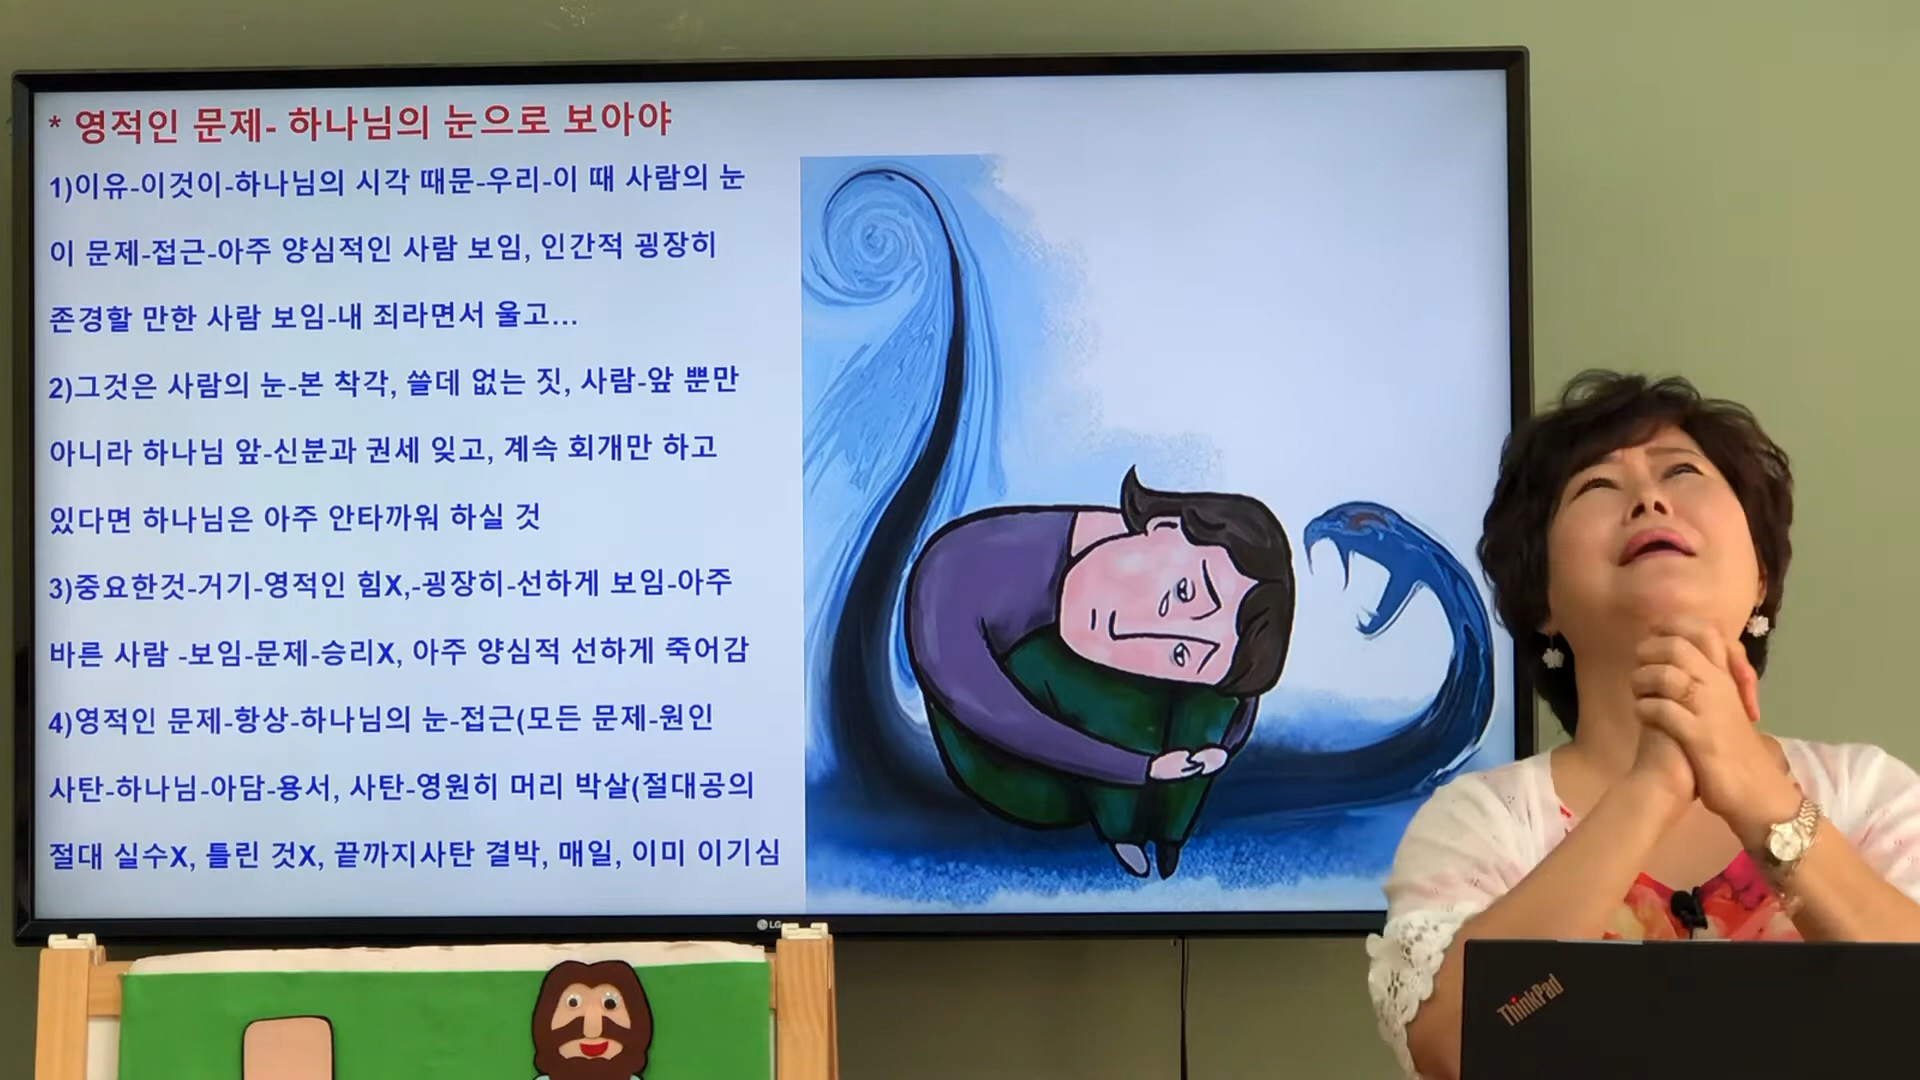 * 영적인 문제- 하나님의 눈으로 보아야
1)이유-이것이-하나님의 시각 때문-우리-이 때 사람의 눈
이 문제-접근-아주 양심적인 사람 보임, 인간적 굉장히
존경할 만한 사람 보임-내 죄라면서 울고...
2)그것은 사람의 눈-본 착각, 쓸데 없는 짓, 사람-앞 뿐만
아니라 하나님 앞-신분과 권세 잊고, 계속 회개만 하고
있다면 하나님은 아주 안타까워 하실 것
3)중요한것-거기-영적인 힘X,-굉장히-선하게 보임-아주
바른 사람 -보임-문제-승리X, 아주 양심적 선하게 죽어감
4)영적인 문제-항상-하나님의 눈-접근(모든 문제-원인
사탄-하나님-아담-용서, 사탄-영원히 머리 박살(절대공의
절대 실수X, 틀린 것X, 끝까지사탄 결박, 매일, 이미 이기심
LG
ThinkPad